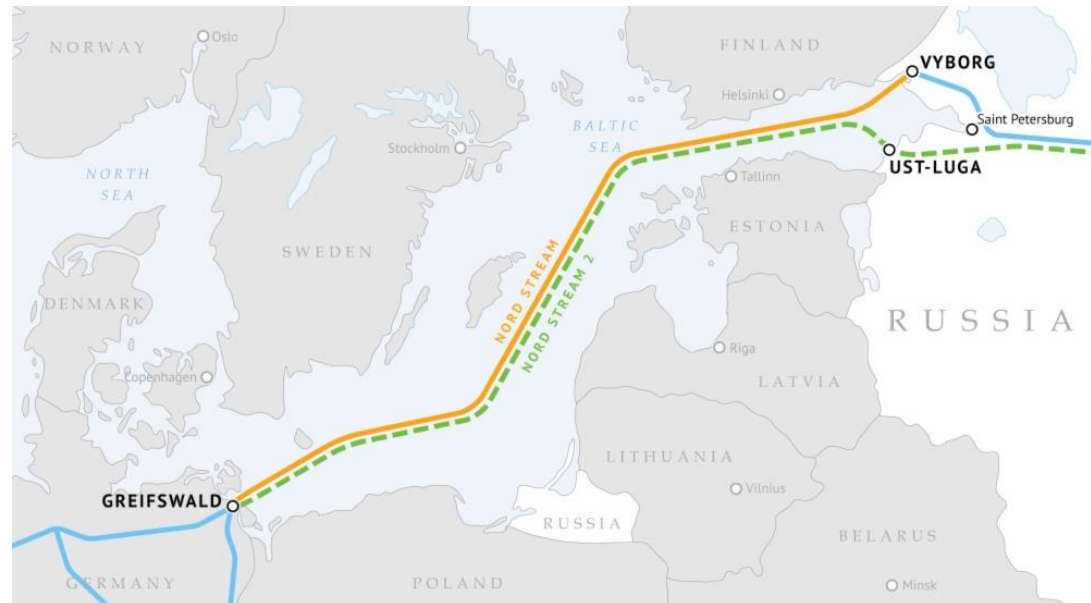 NORWAY
Oslo
FINLAND
VYBORG
Helsinki
Saint Petersburg
BALTIC
SEA
Stockholm
UST-LUGA
NORTH
SEA
Tallinn
ESTONIA
SWEDEN
NORD STREAM
NORD STREAM 2
DENMARK
RUSSIA
Riga
Copenhagen
LATVIA
LITHUANIA
Vilnius
GREIFSWALD
RUSSIA
BELARUS
GERMANY
POLAND
Minsk